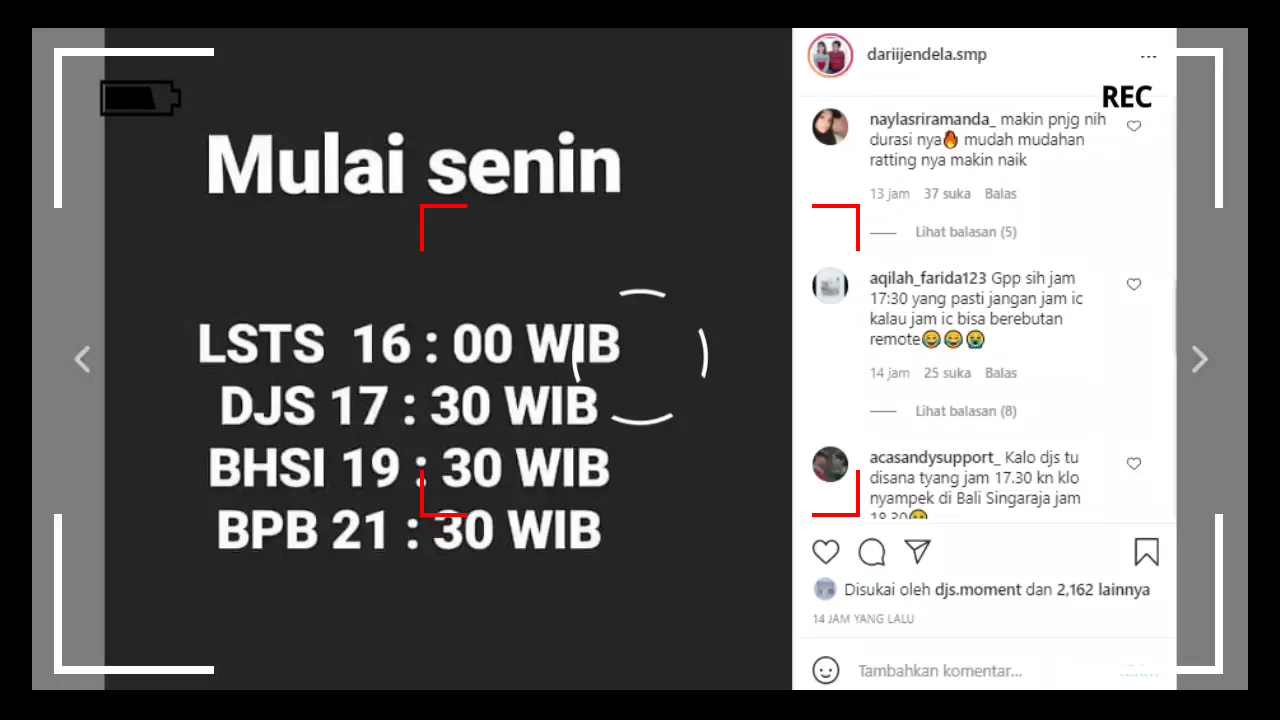 Mulai senin
LSTS 16 : 00 WIB
DJS 17 : 30 WIB
BHSI 19 : 30 WIB
BPB 21 : 30 WIB
dariijendela.smp
REC
naylasriramanda_ makin pnjg nih
durasi nya🔥 mudah mudahan
ratting nya makin naik
13 jam 37 suka Balas
Lihat balasan (5)
aqilah_farida123 Gpp sih jam
17:30 yang pasti jangan jam ic
kalau jam ic bisa berebutan
remote😂😂😭
14 jam 25 suka Balas
Lihat balasan (8)
acasandysupport_ Kalo djs tu
disana tyang jam 17.30 kn klo
nyampek di Bali Singaraja jam
18.30
Disukai oleh djs.moment dan 2,162 lainnya
14 JAM YANG LALU
Tambahkan komentar...